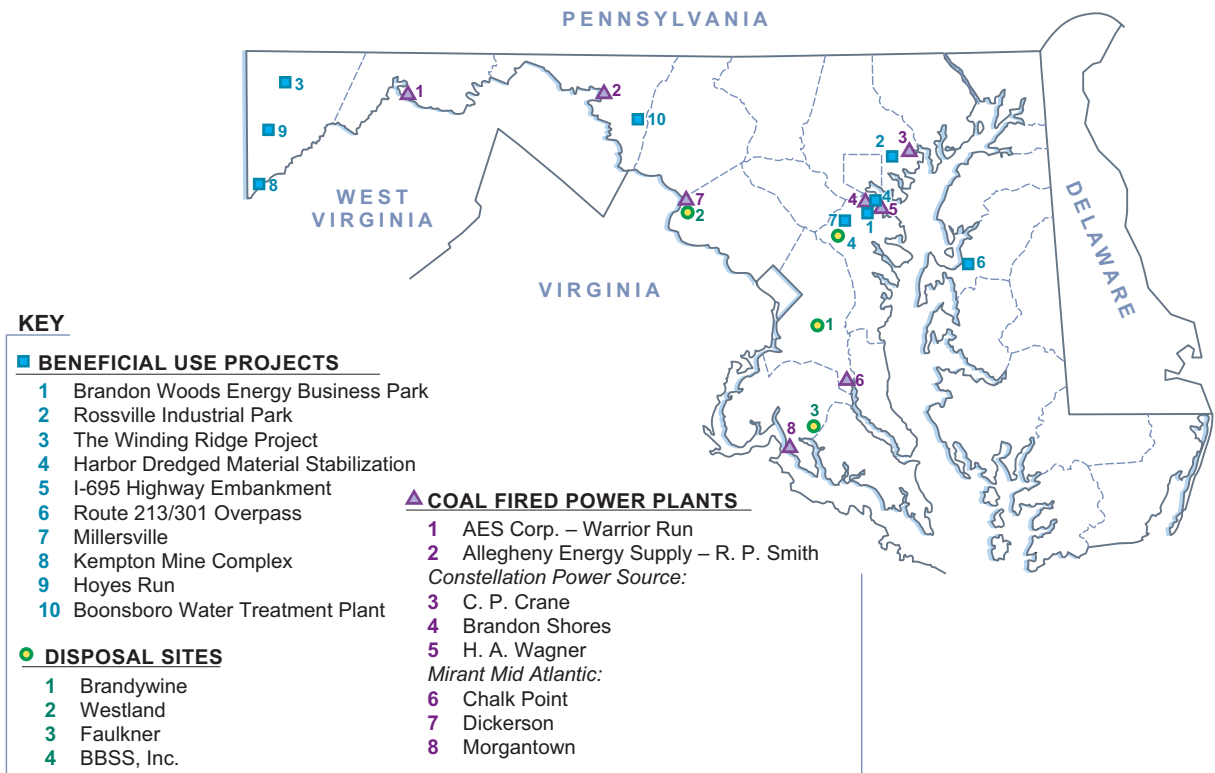 PENNSYLVANIA
3
1
2
10
9
2
3
8
WEST
VIRGINIA
7
2
4
4
5
7
1
4
DELAWARE
6
VIRGINIA
1
6
3
8
KEY
BENEFICIAL USE PROJECTS
1 Brandon Woods Energy Business Park
2 Rossville Industrial Park
3 The Winding Ridge Project
4 Harbor Dredged Material Stabilization
5 I-695 Highway Embankment
6 Route 213/301 Overpass
7 Millersville
8 Kempton Mine Complex
9 Hoyes Run
10 Boonsboro Water Treatment Plant
DISPOSAL SITES
1 Brandywine
2 Westland
3 Faulkner
4 BBSS, Inc.
COAL FIRED POWER PLANTS
1 AES Corp. – Warrior Run
2 Allegheny Energy Supply – R. P. Smith
Constellation Power Source:
3 C. P. Crane
4 Brandon Shores
5 H. A. Wagner
Mirant Mid Atlantic:
6 Chalk Point
7 Dickerson
8 Morgantown